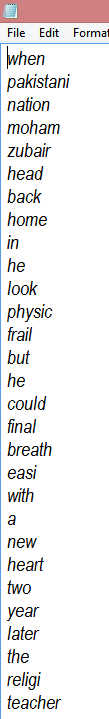 File Edit Format
when
pakistani
nation
moham
zubair
head
back
home
in
he
look
physic
frail
but
he
could
final
breath
easi
with
a
new
heart
two
year
later
the
religi
teacher